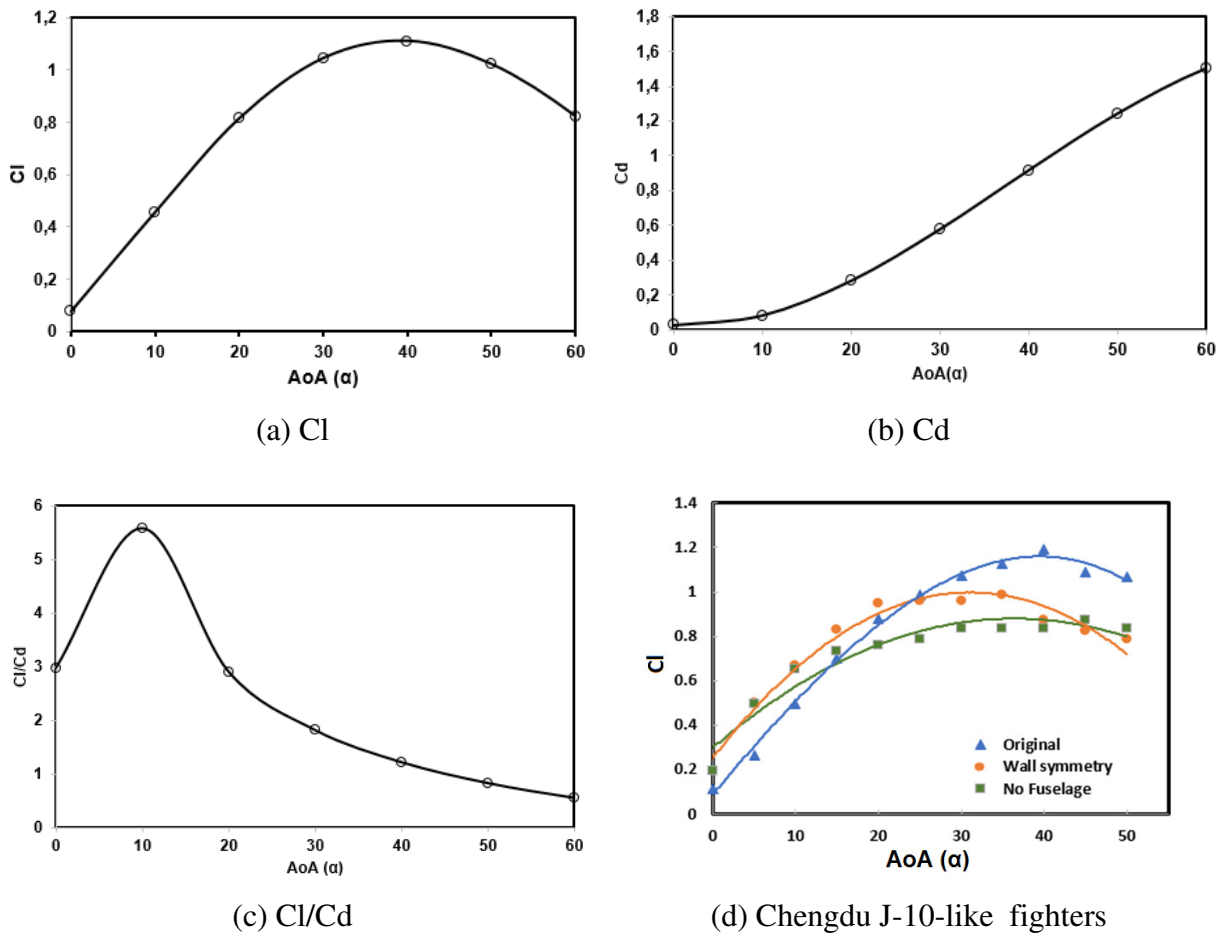 1,2
1
0,8
0,6
0,4
0,2
0
Cl
0 10 20 30 40 50 60
AoA (α)
(a) Cl
1,8
1,6
1,4
1,2
1
0,8
0,6
0,4
0,2
0
Cd
0 10 20 30 40 50 60
AoA(α)
(b) Cd
6
5
4
3
2
1
0
Cl/Cd
0 10 20 30 40 50 60
AoA (α)
(c) Cl/Cd
1.4
1.2
1
0.8
0.6
0.4
0.2
0
Cl
Original
Wall symmetry
No Fuselage
0 10 20 30 40 50
AoA (α)
(d) Chengdu J-10-like fighters